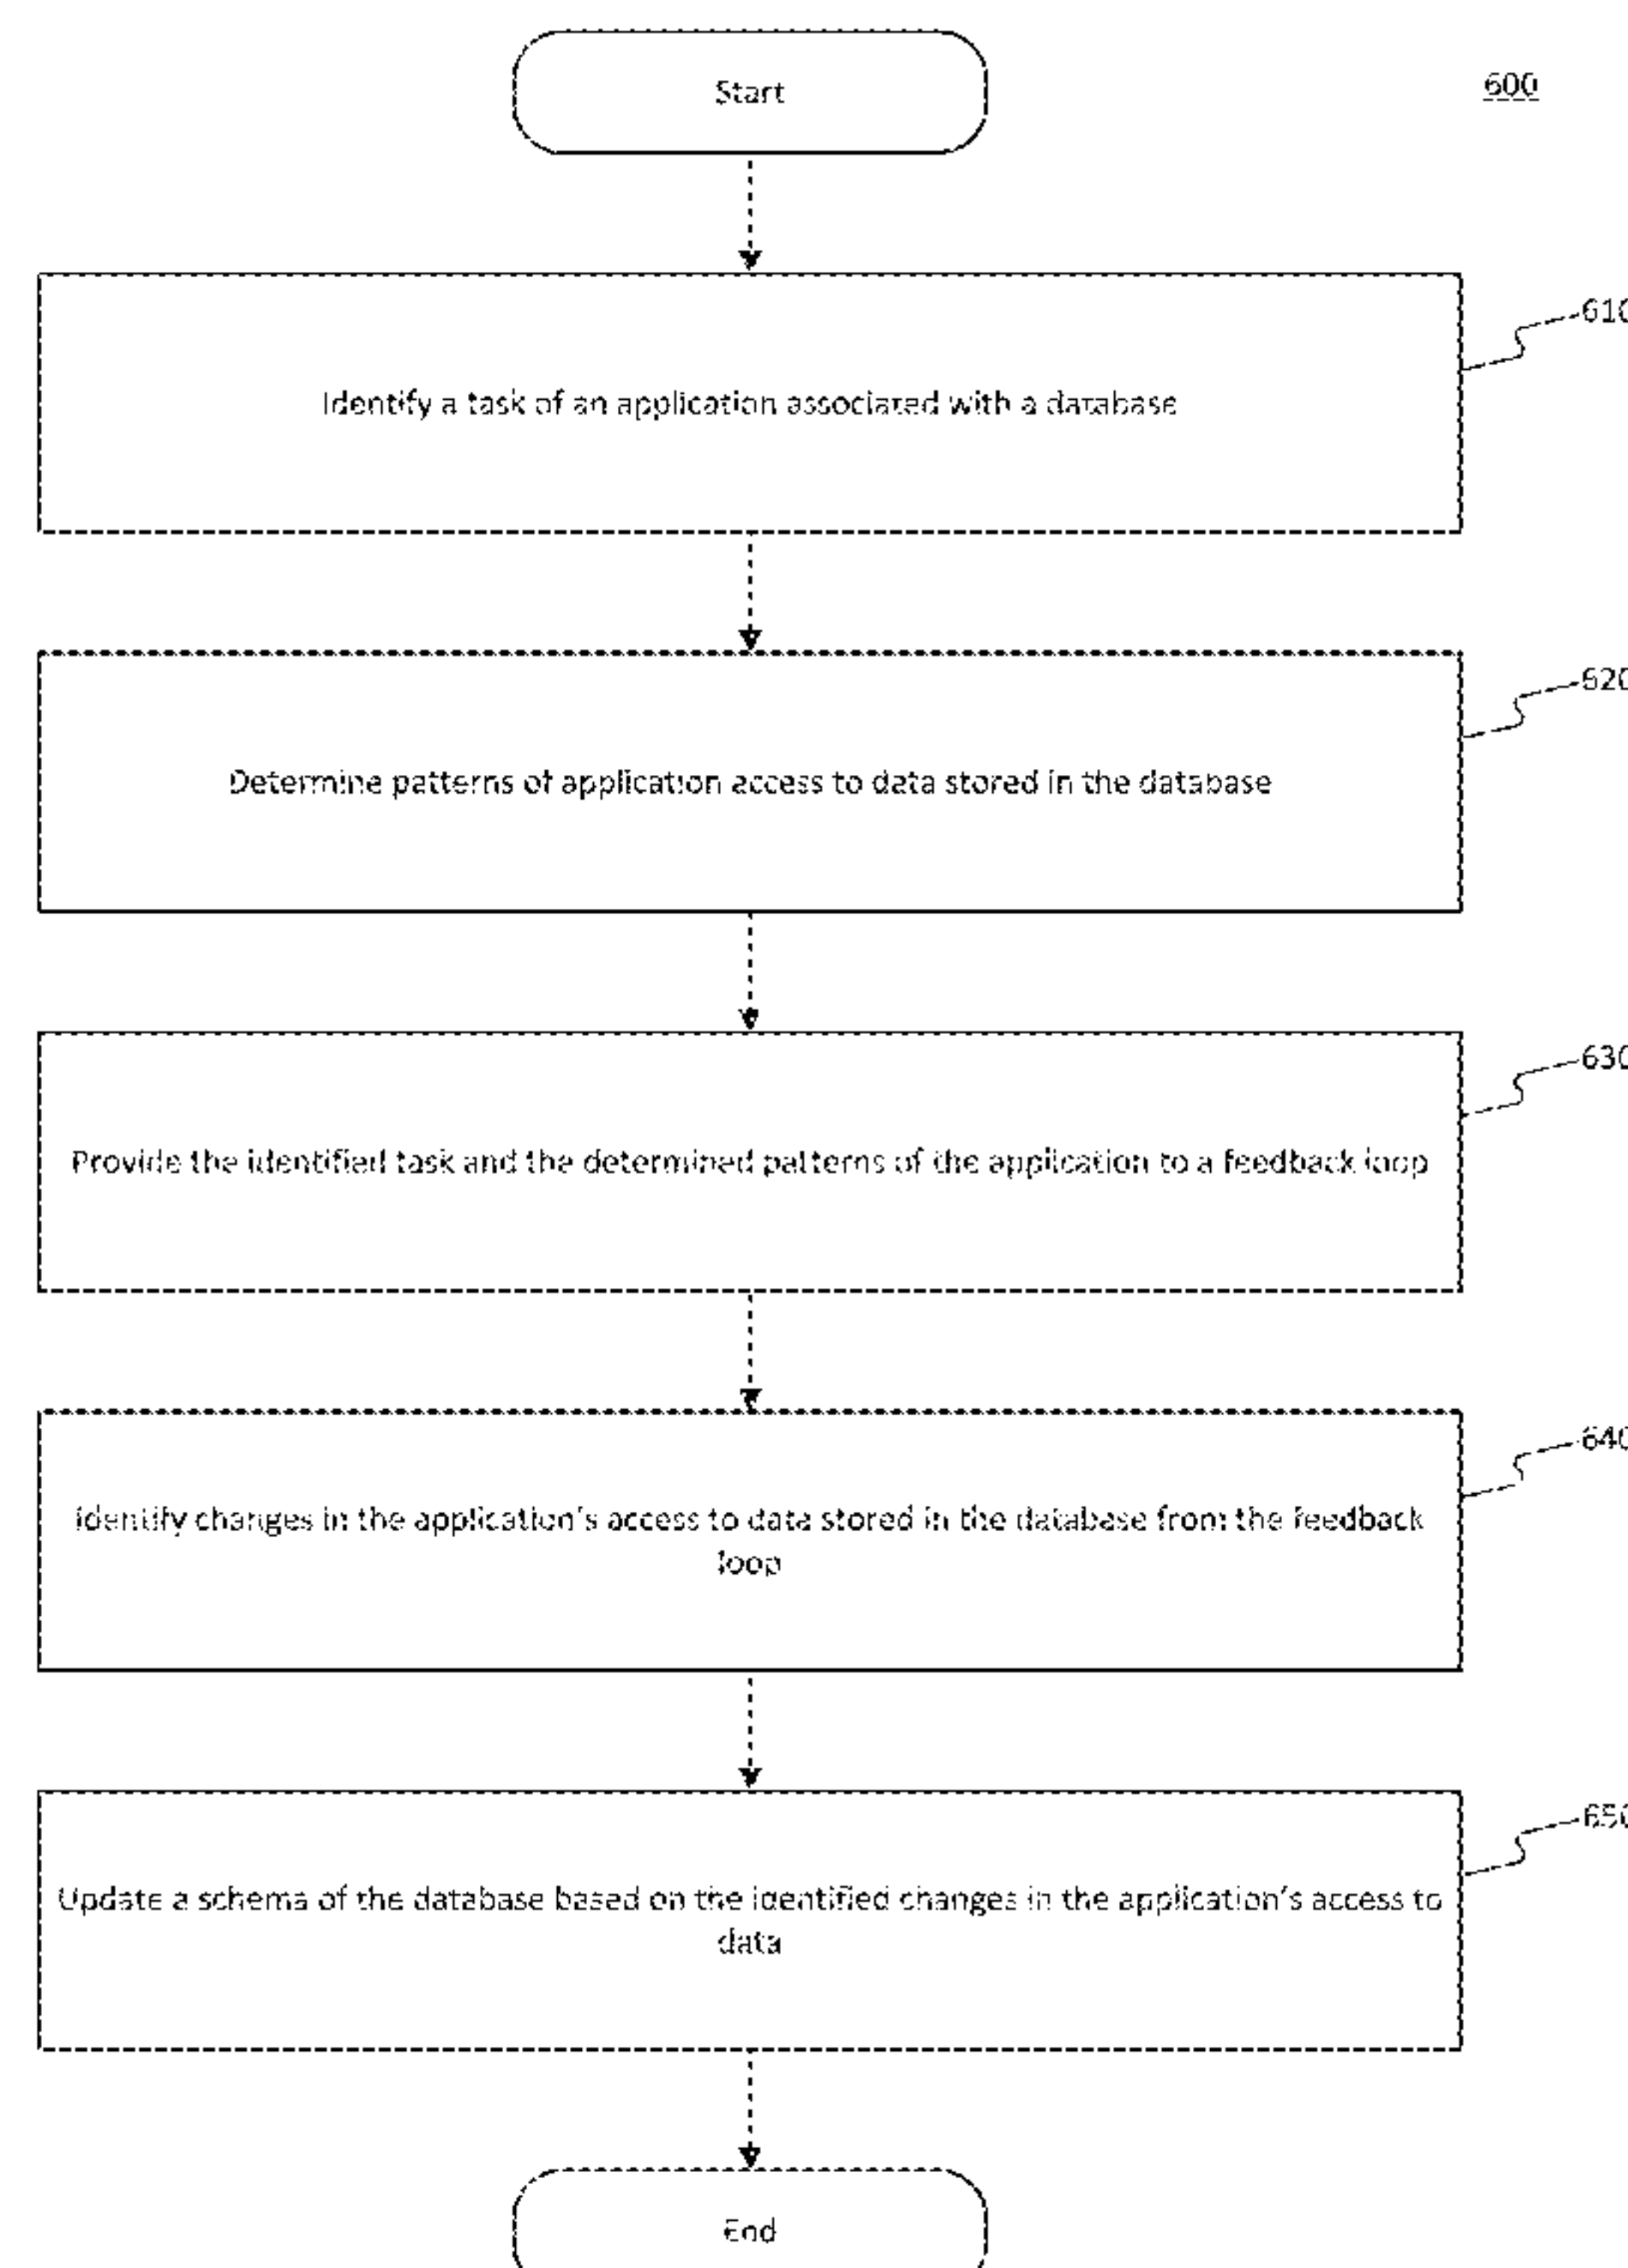 Start
600
610
Identify a task of an application associated with a database
620
Determine patterns of application access to data stored in the database
630
Provide the identified task and the determined patterns of the application to a feedback loop
640
Identify changes in the application's access to data stored in the database from the feedback
loop
650
Update a schema of the database based on the identified changes in the application's access to
data
End